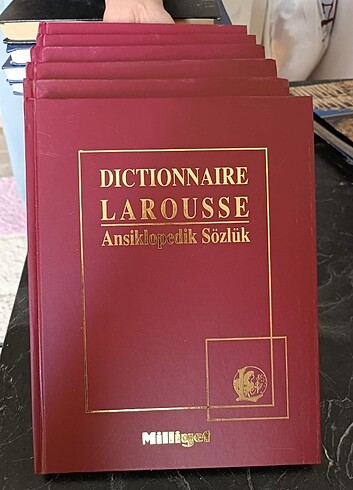 DICTIONNAIRE
LAROUSSE
Ansiklopedik Sözlük
Milliyet